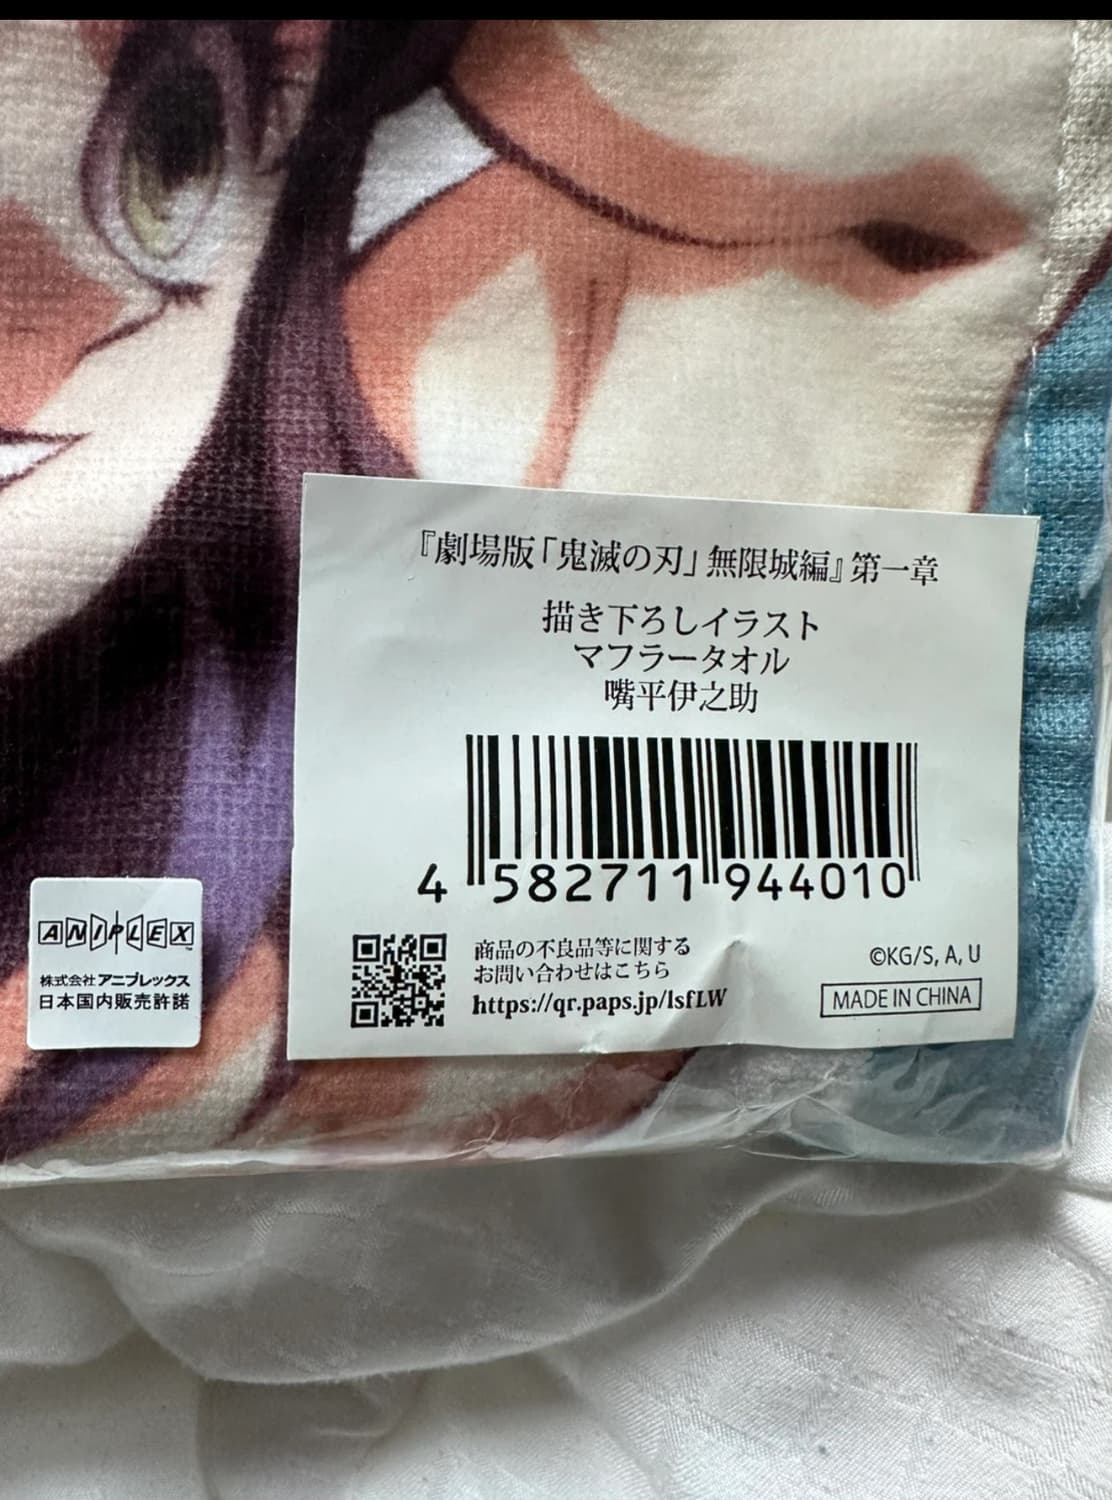 『劇場版「鬼滅の刃」無限城編』第一章
描き下ろしイラスト
マフラータオル
嘴平伊之助
4 582711 944010
商品の不良品等に関する
お問い合わせはこちら
https://qr.paps.jp/lsfLW
©KG/S, A, U
MADE IN CHINA
ANIPLEX™
株式会社アニプレックス
日本国内販売許諾